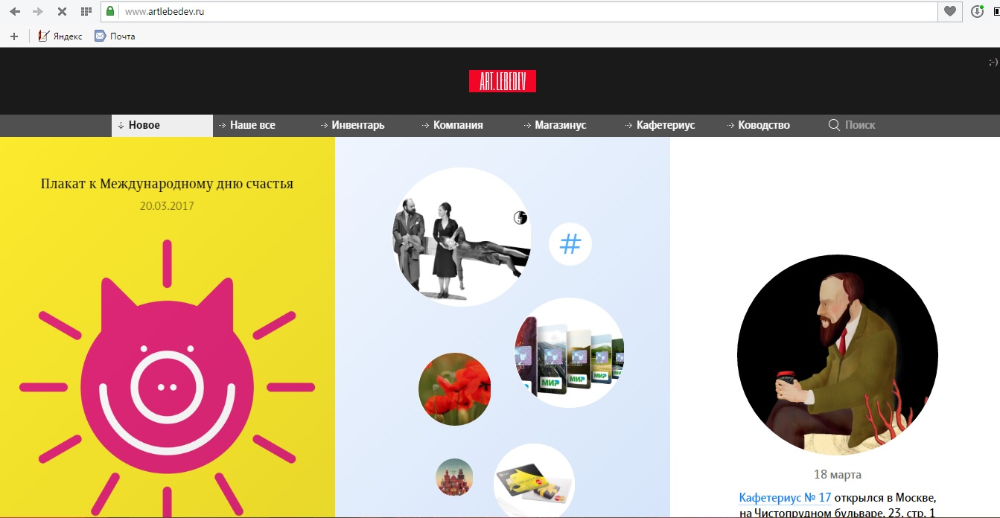 www.artlebedev.ru
Яндекс
Почта
;-)
ART.LEBEDEV
Новое
Наше все
Инвентарь
Компания
Магазинус
Кафетериус
Ководство
Поиск
Плакат к Международному дню счастья
20.03.2017
#
МИР
МИР
МИР
18 марта
Кафетериус № 17 открылся в Москве,
на Чистопрудном бульваре, 23, стр. 1